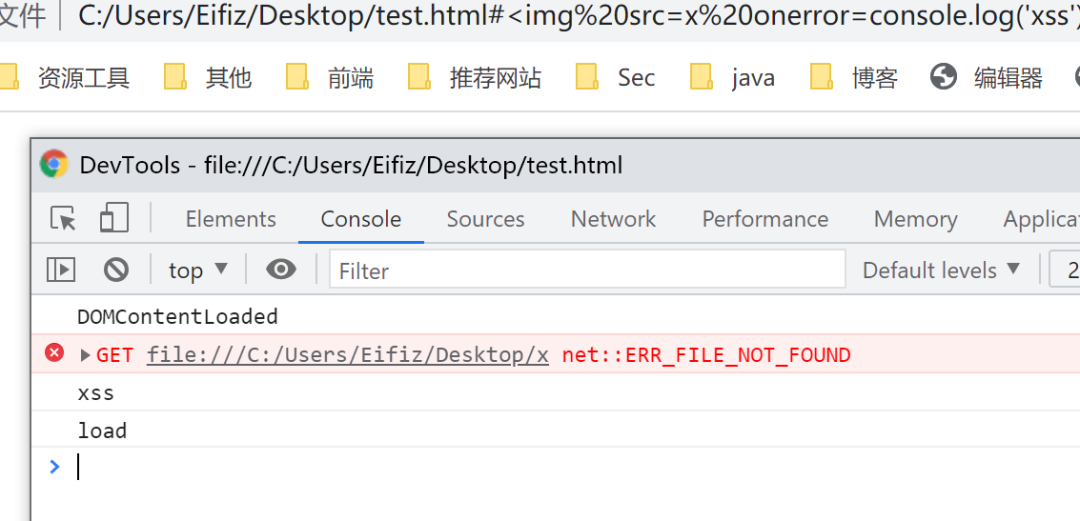 文件 C:/Users/Eifiz/Desktop/test.html#<img%20src=x%20onerror=console.log('xss')
资源工具 其他 前端 推荐网站 Sec java 博客 编辑器
DevTools - file:///C:/Users/Eifiz/Desktop/test.html
Elements Console Sources Network Performance Memory Applica
top Filter Default levels 2
DOMContentLoaded
GET file:///C:/Users/Eifiz/Desktop/x net::ERR_FILE_NOT_FOUND
xss
load